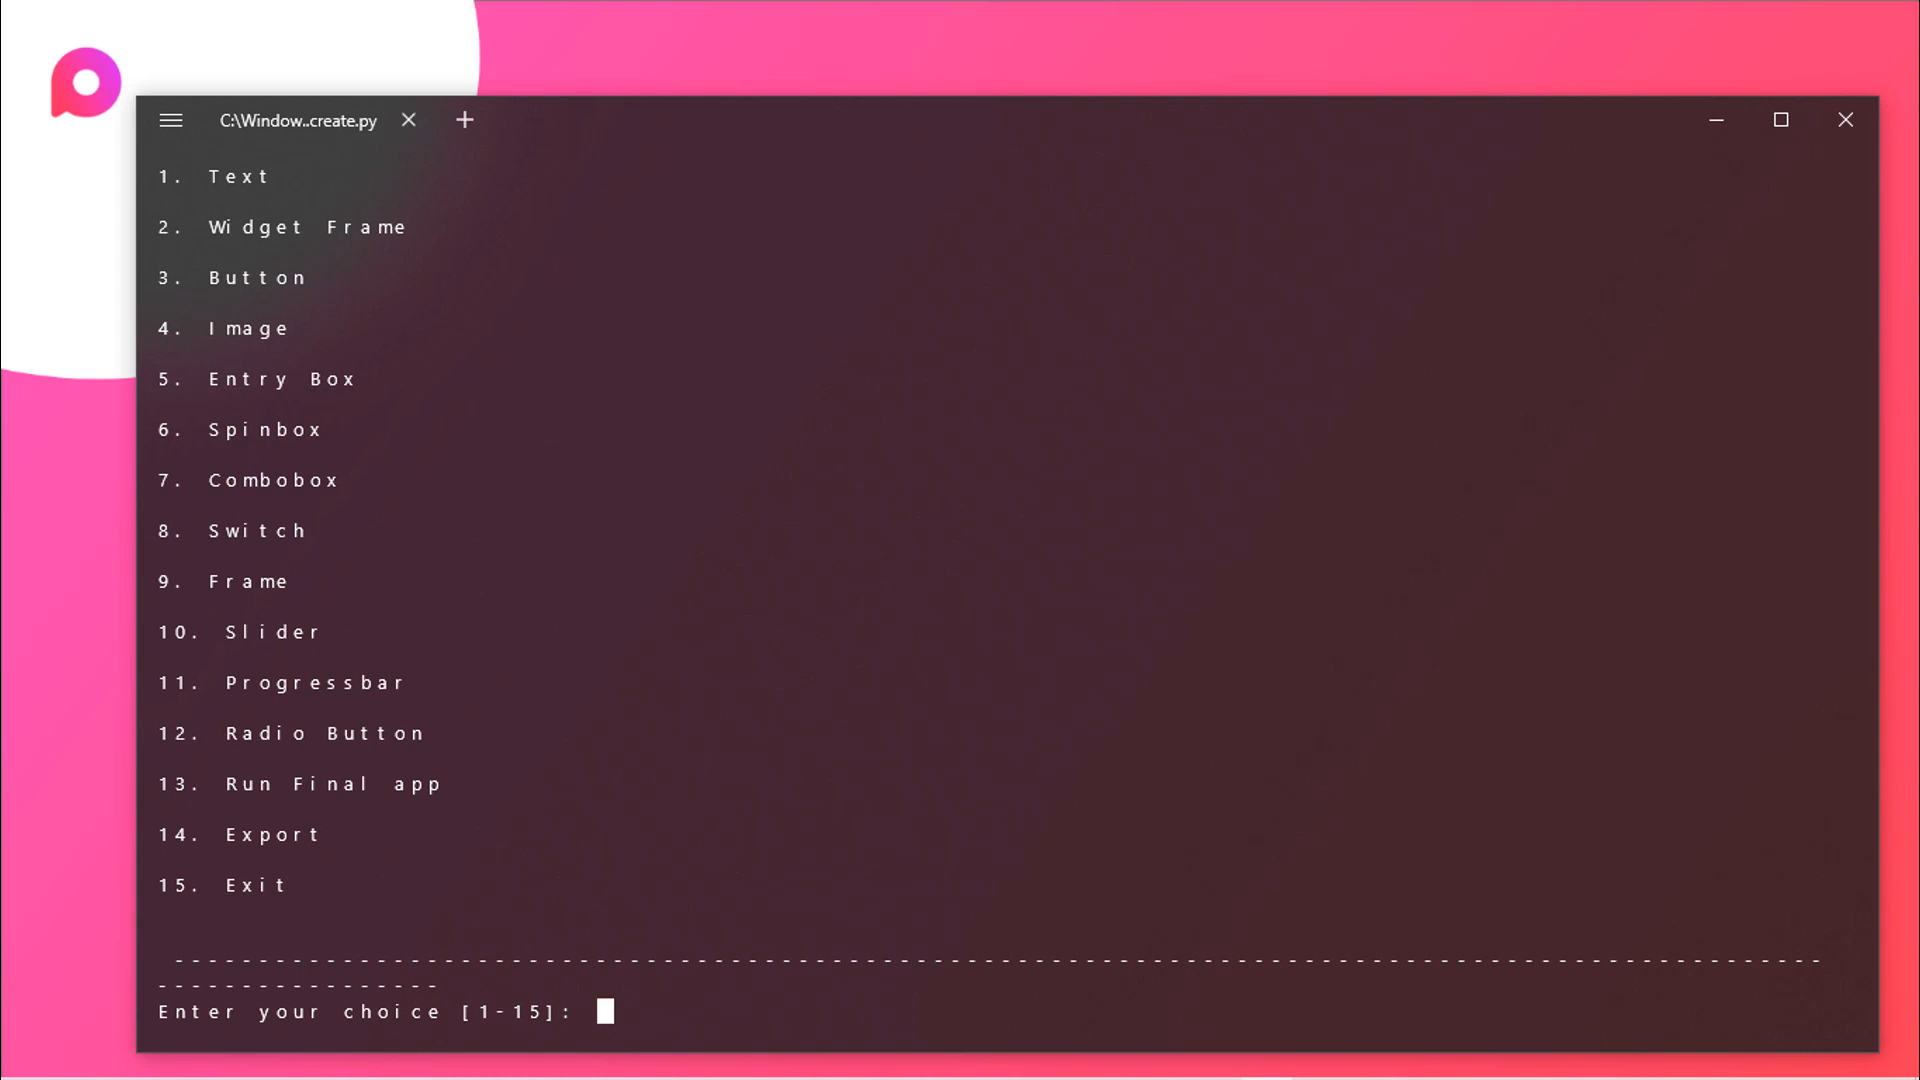 C:\Window..create.py
1. Text
2. Widget Frame
3. Button
4. Image
5. Entry Box
6. Spinbox
7. Combobox
8. Switch
9. Frame
10. Slider
11. Progressbar
12. Radio Button
13. Run Final app
14. Export
15. Exit
--------------------------------------------------------------------------------------------------
-----------------
Enter your choice [1-15]: